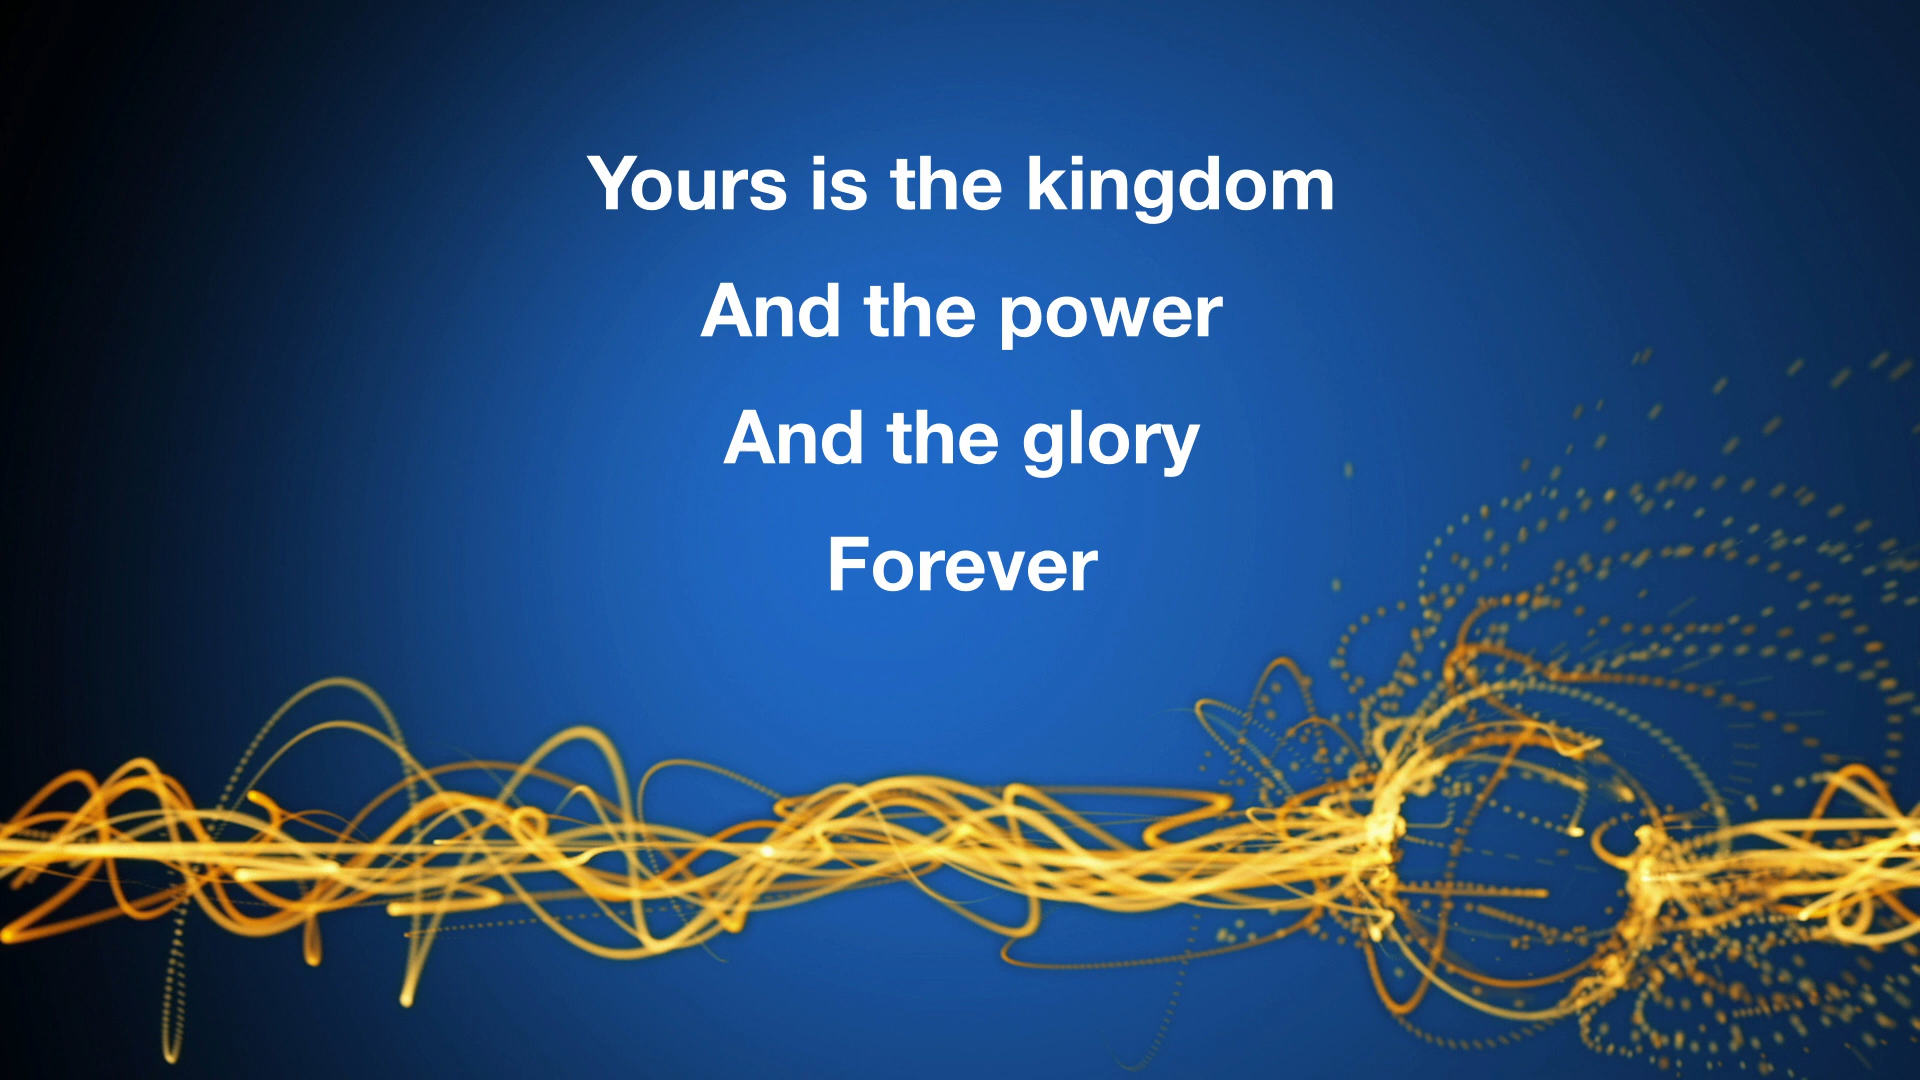 Yours is the kingdom
And the power
And the glory
Forever